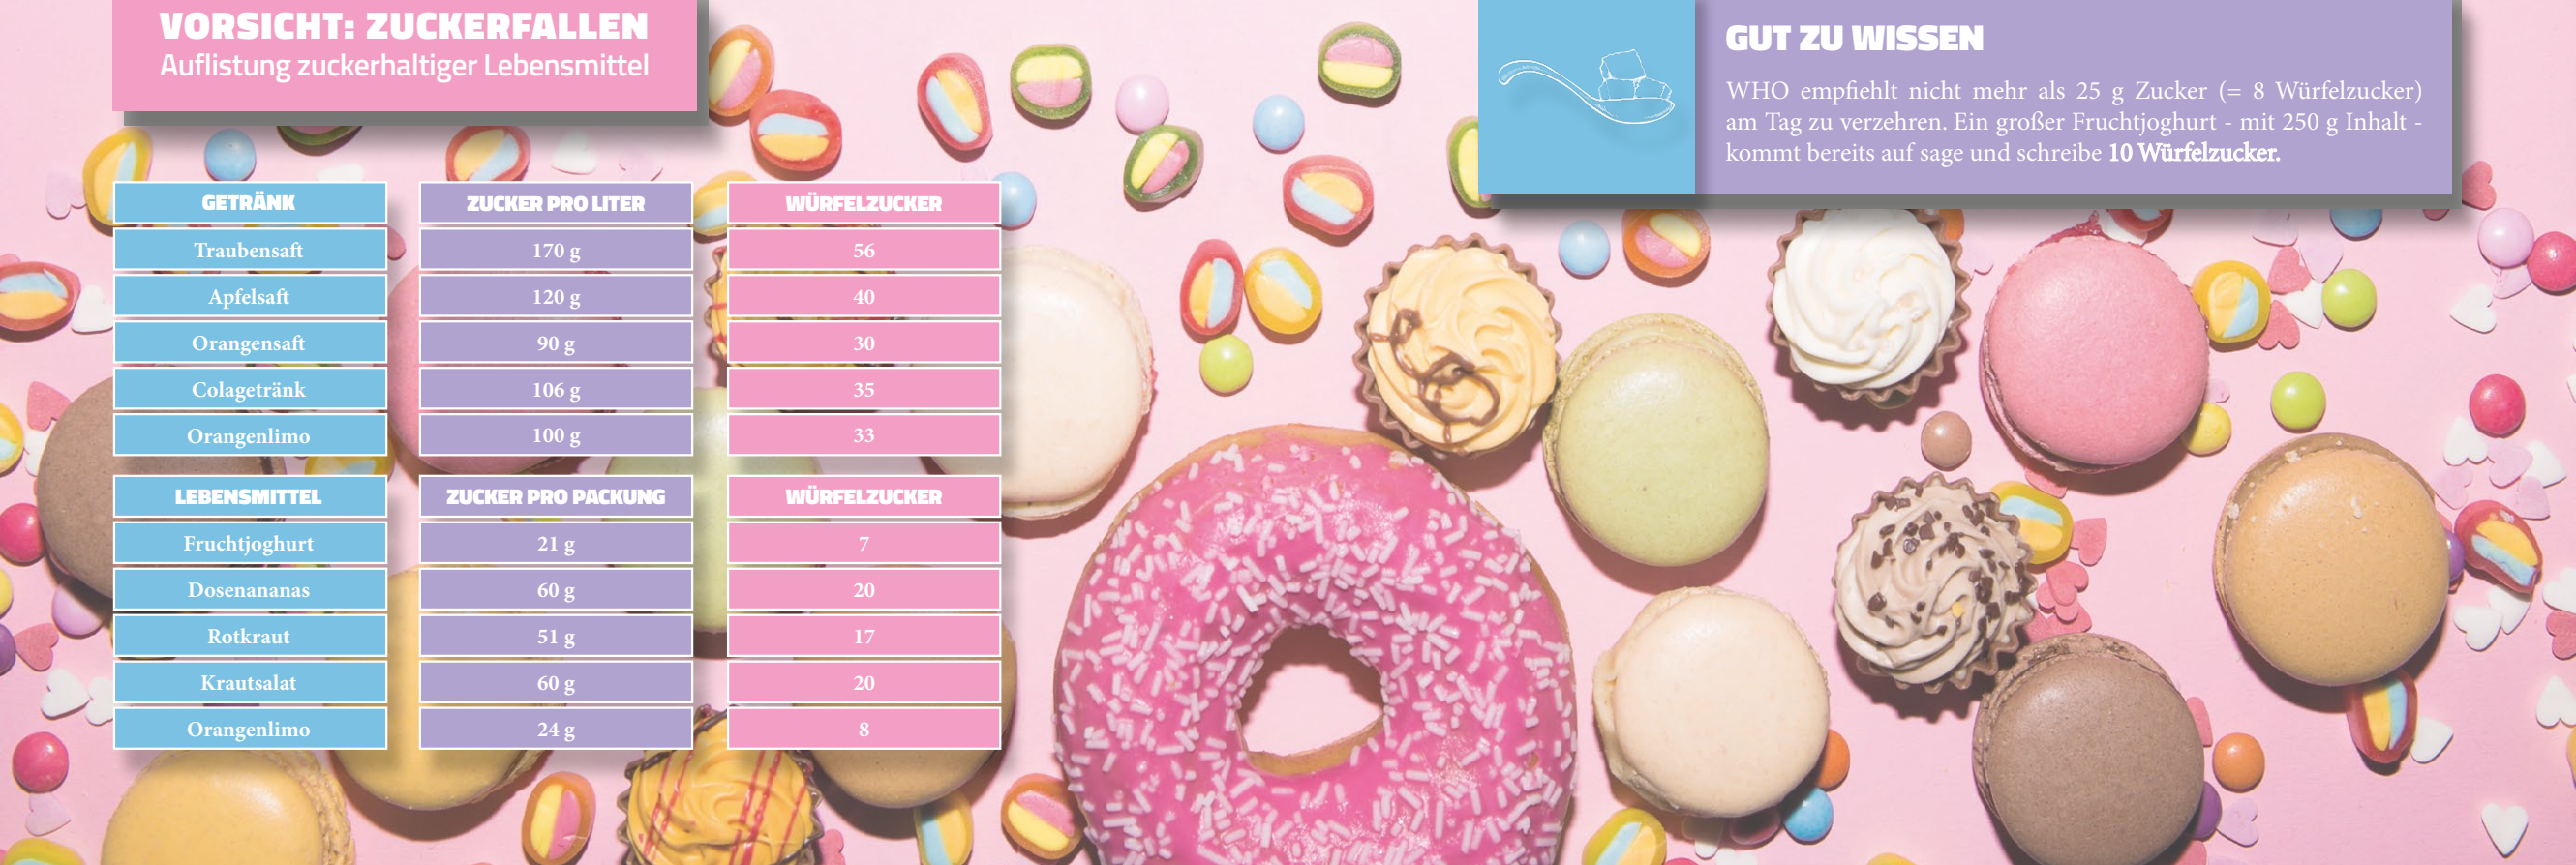 VORSICHT: ZUCKERFALLEN
Auflistung zuckerhaltiger Lebensmittel
GUT ZU WISSEN
WHO empfiehlt nicht mehr als 25 g Zucker (= 8 Würfelzucker)
am Tag zu verzehren. Ein großer Fruchtjoghurt - mit 250 g Inhalt -
kommt bereits auf sage und schreibe 10 Würfelzucker.
GETRÄNK ZUCKER PRO LITER WÜRFELZUCKER
Traubensaft 170 g 56
Apfelsaft 120 g 40
Orangensaft 90 g 30
Colagetränk 106 g 35
Orangenlimo 100 g 33
LEBENSMITTEL ZUCKER PRO PACKUNG WÜRFELZUCKER
Fruchtjoghurt 21 g 7
Dosenananas 60 g 20
Rotkraut 51 g 17
Krautsalat 60 g 20
Orangenlimo 24 g 8